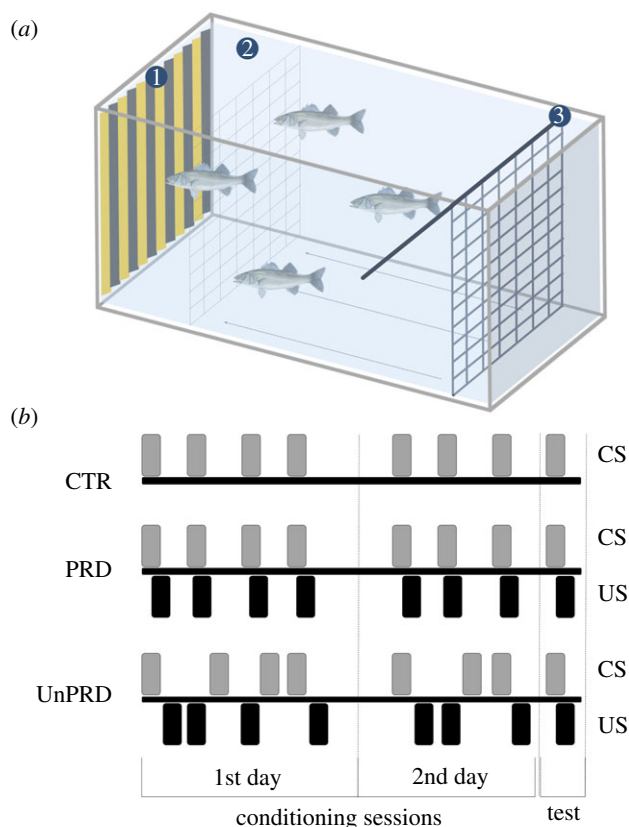 (a)
1
2
3
(b)
CTR
CS
PRD
CS
US
UnPRD
CS
US
1st day
2nd day
conditioning sessions
test